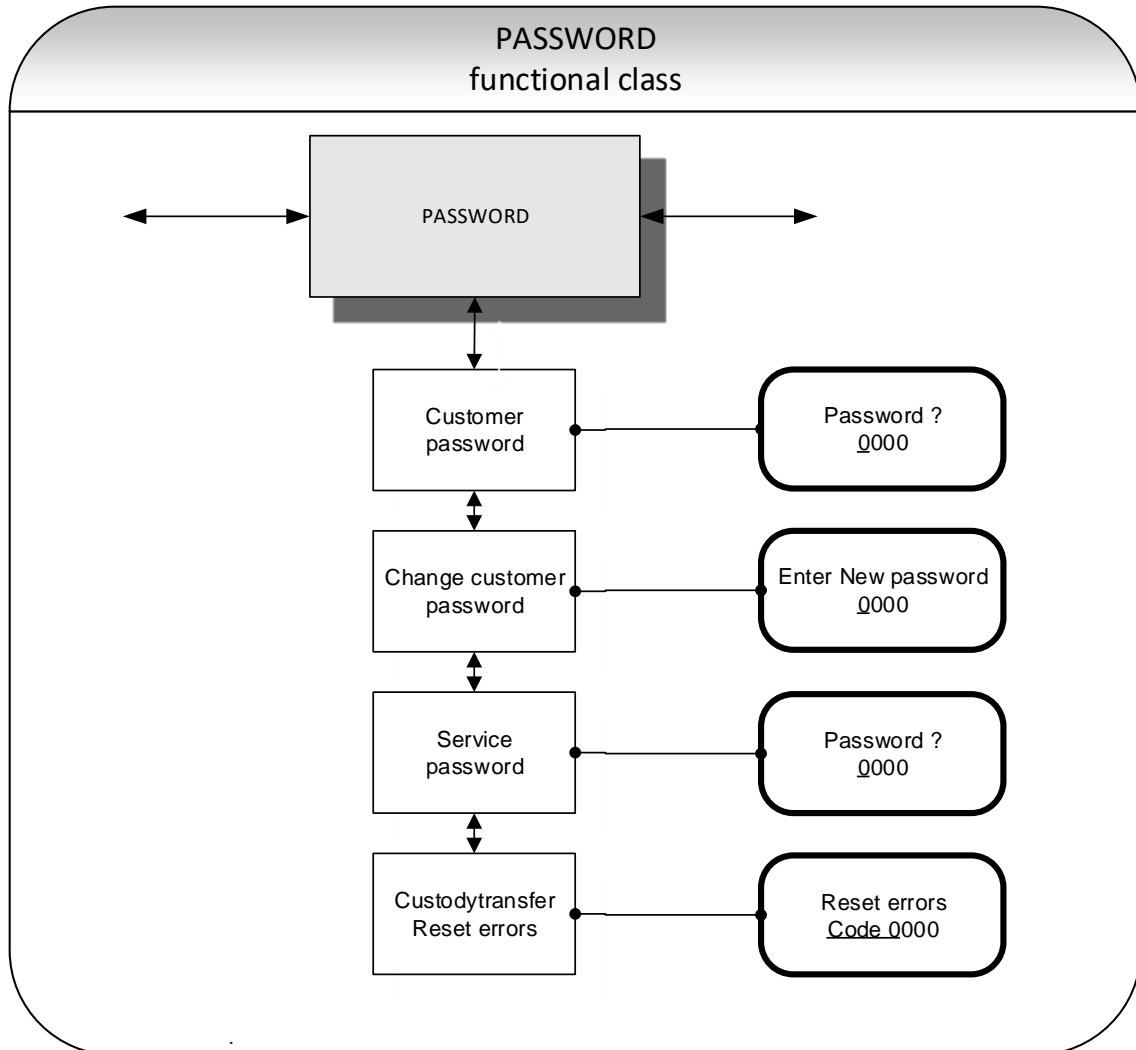 PASSWORD
functional class
PASSWORD
Customer
password
Password ?
0000
Change customer
password
Enter New password
0000
Service
password
Password ?
0000
Custodytransfer
Reset errors
Reset errors
Code 0000